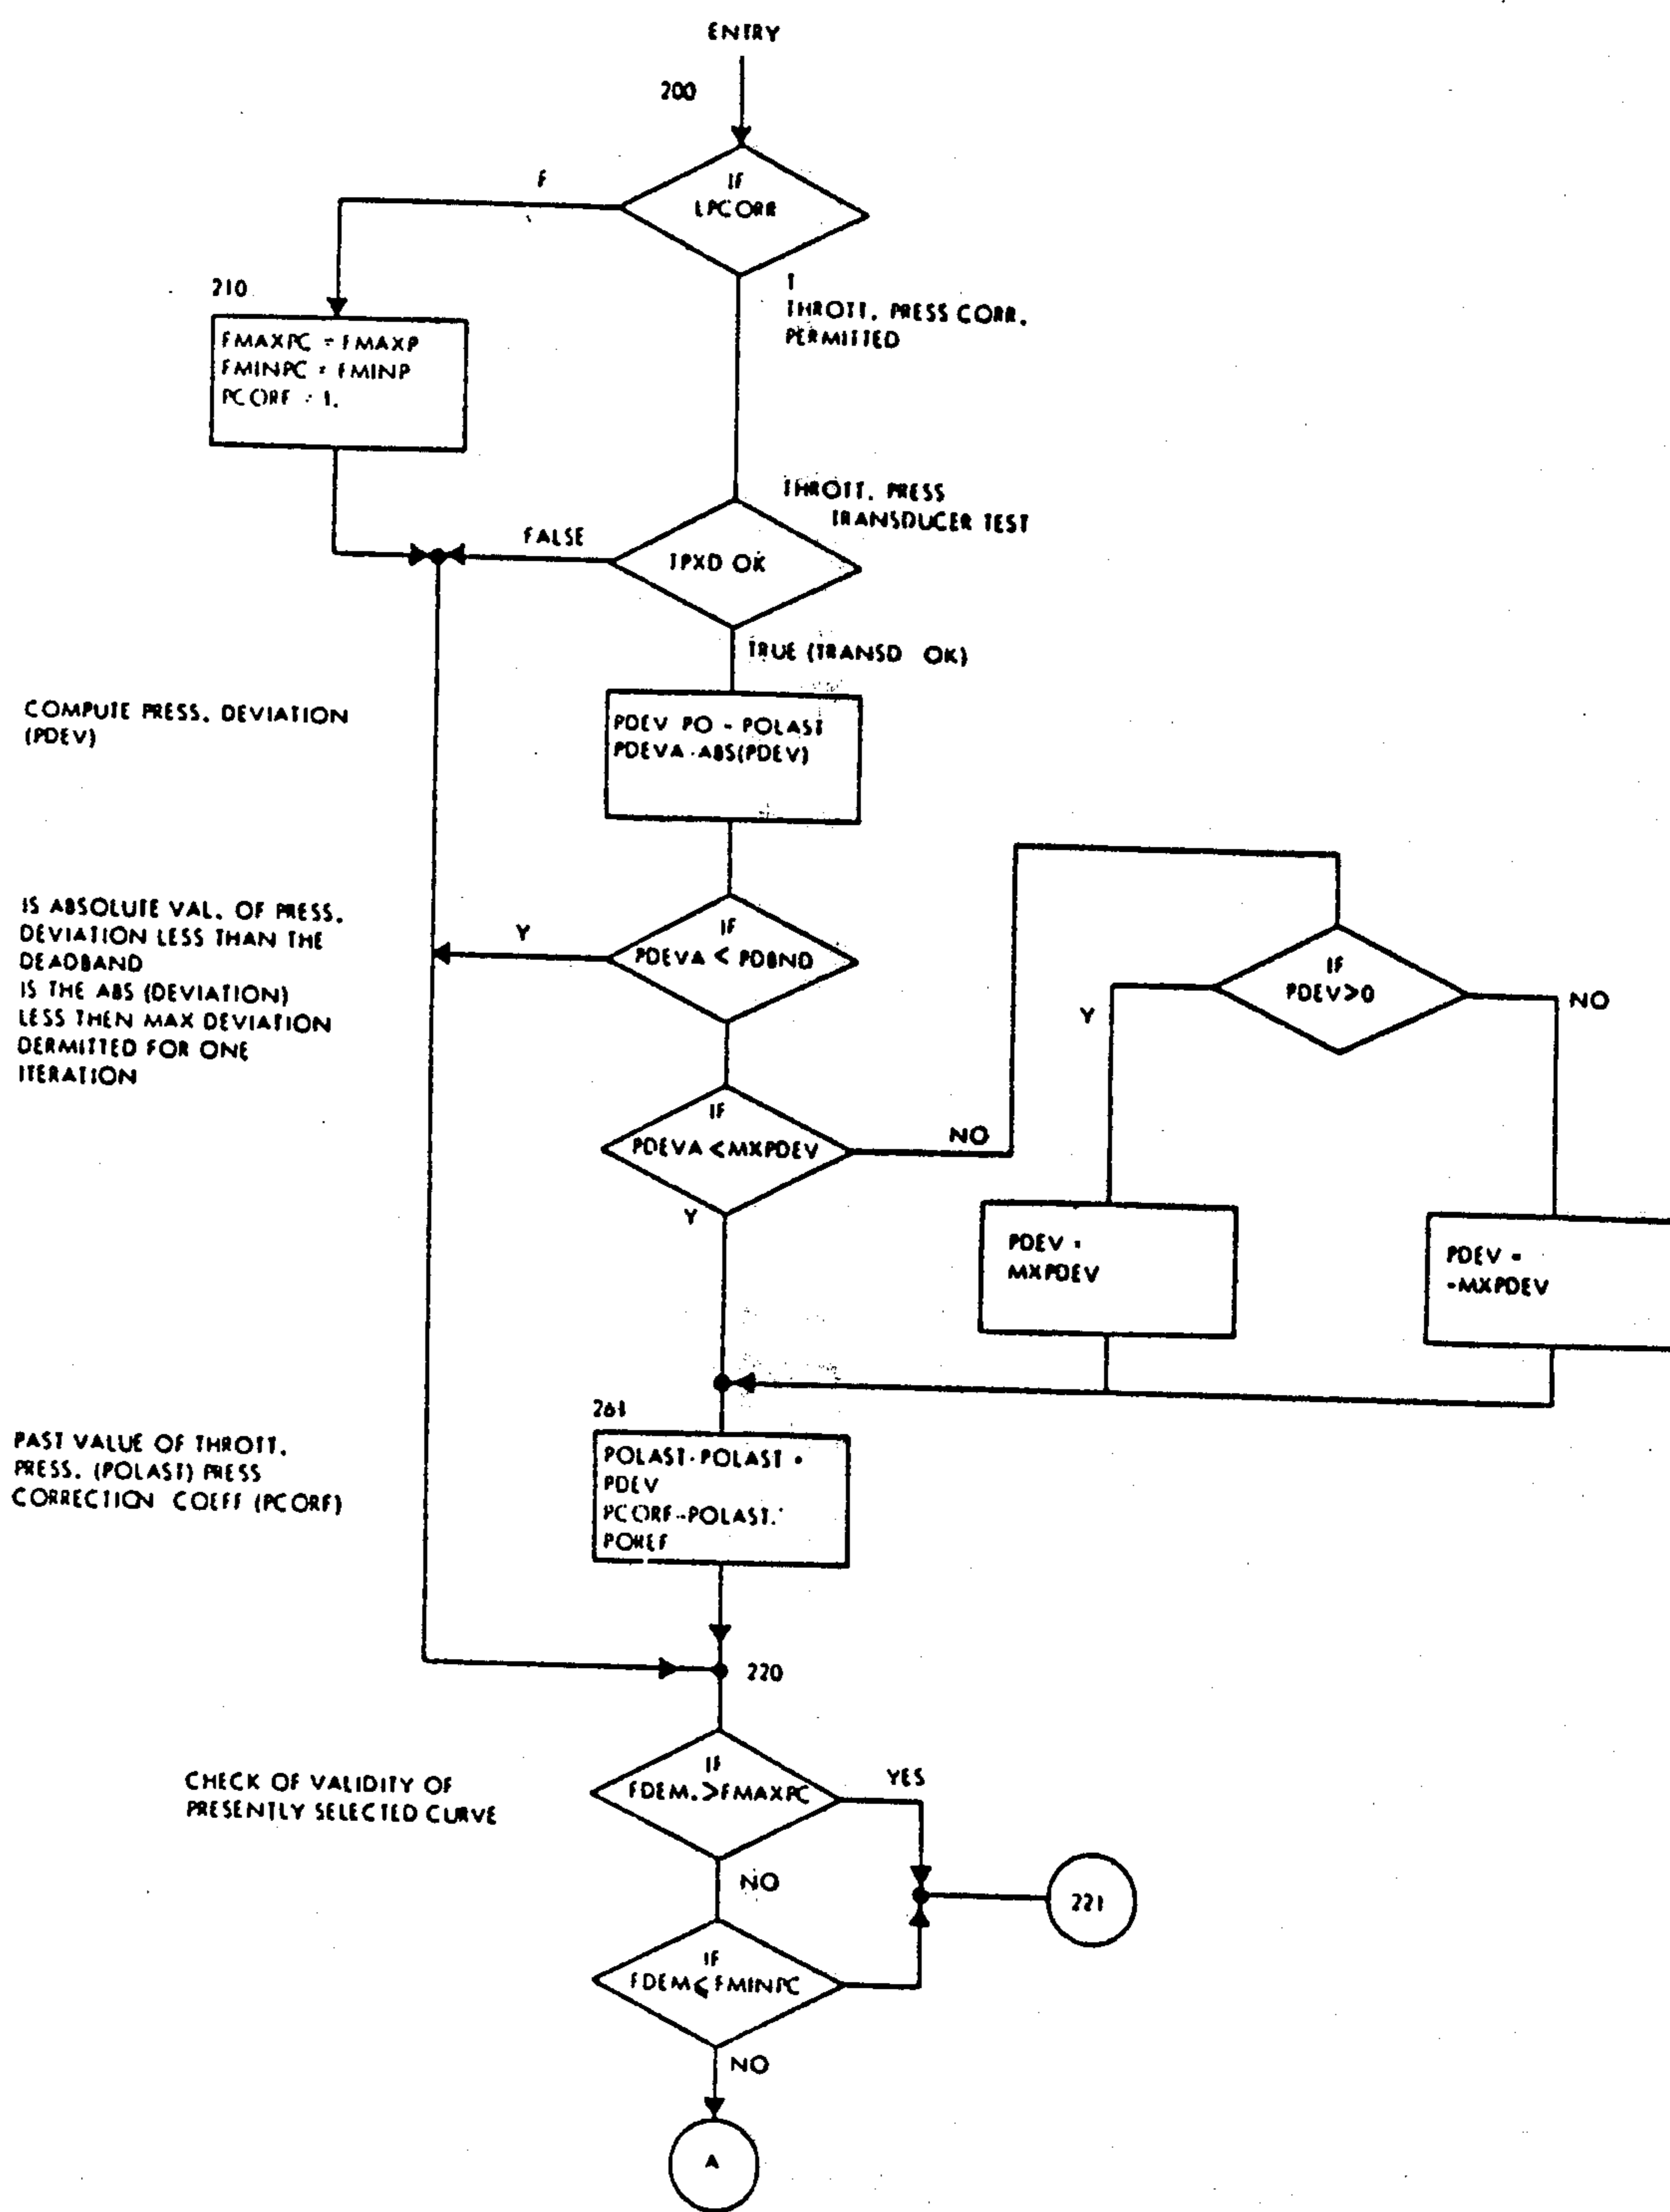 ENTRY
200
IF
LPCORR
F
T
THROTT. PRESS CORR.
PERMITTED
210
FMAXPC = FMAXP
FMINPC = FMINP
PCORF = 1.
THROTT. PRESS
TRANSDUCER TEST
FALSE
TPXD OK
TRUE (TRANSD OK)
COMPUTE PRESS. DEVIATION
(PDEV)
PDEV PO - POLAST
PDEVA - ABS(PDEV)
IS ABSOLUTE VAL. OF PRESS.
DEVIATION LESS THAN THE
DEADBAND
IS THE ABS (DEVIATION)
LESS THEN MAX DEVIATION
DERMITTED FOR ONE
ITERATION
Y
IF
PDEVA < PDBND
IF
PDEV>0
Y
NO
IF
PDEVA <MXPDEV
NO
Y
PDEV =
MXPDEV
PDEV =
-MXPDEV
261
PAST VALUE OF THROTT.
PRESS. (POLAST) PRESS
CORRECTION COEFF (PCORF)
POLAST-POLAST +
PDEV
PCORF-POLAST.
POREF
220
CHECK OF VALIDITY OF
PRESENTLY SELECTED CURVE
IF
FDEM.>FMAXPC
YES
NO
221
IF
FDEM< FMINPC
NO
A